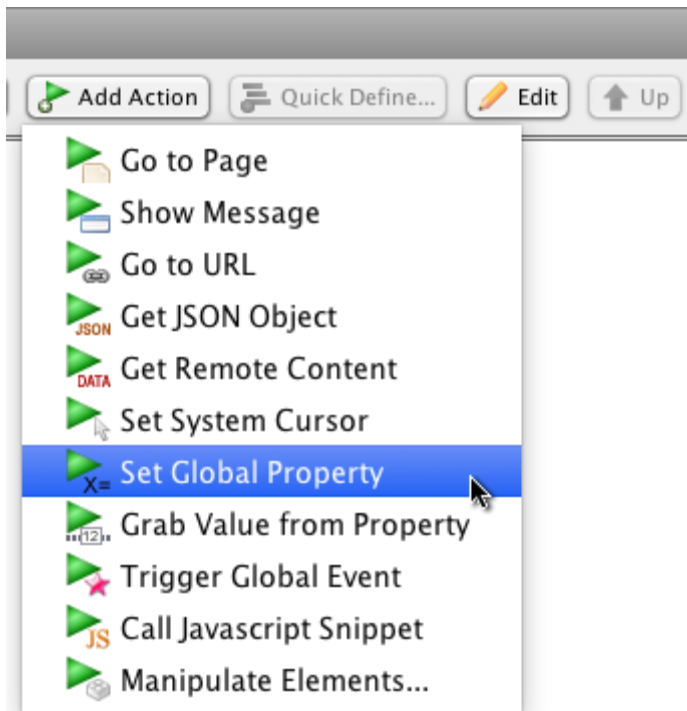 Add Action
Quick Define...
Edit
Up
Go to Page
Show Message
Go to URL
JSON
Get JSON Object
DATA
Get Remote Content
Set System Cursor
X=
Set Global Property
12
Grab Value from Property
Trigger Global Event
JS
Call Javascript Snippet
Manipulate Elements...